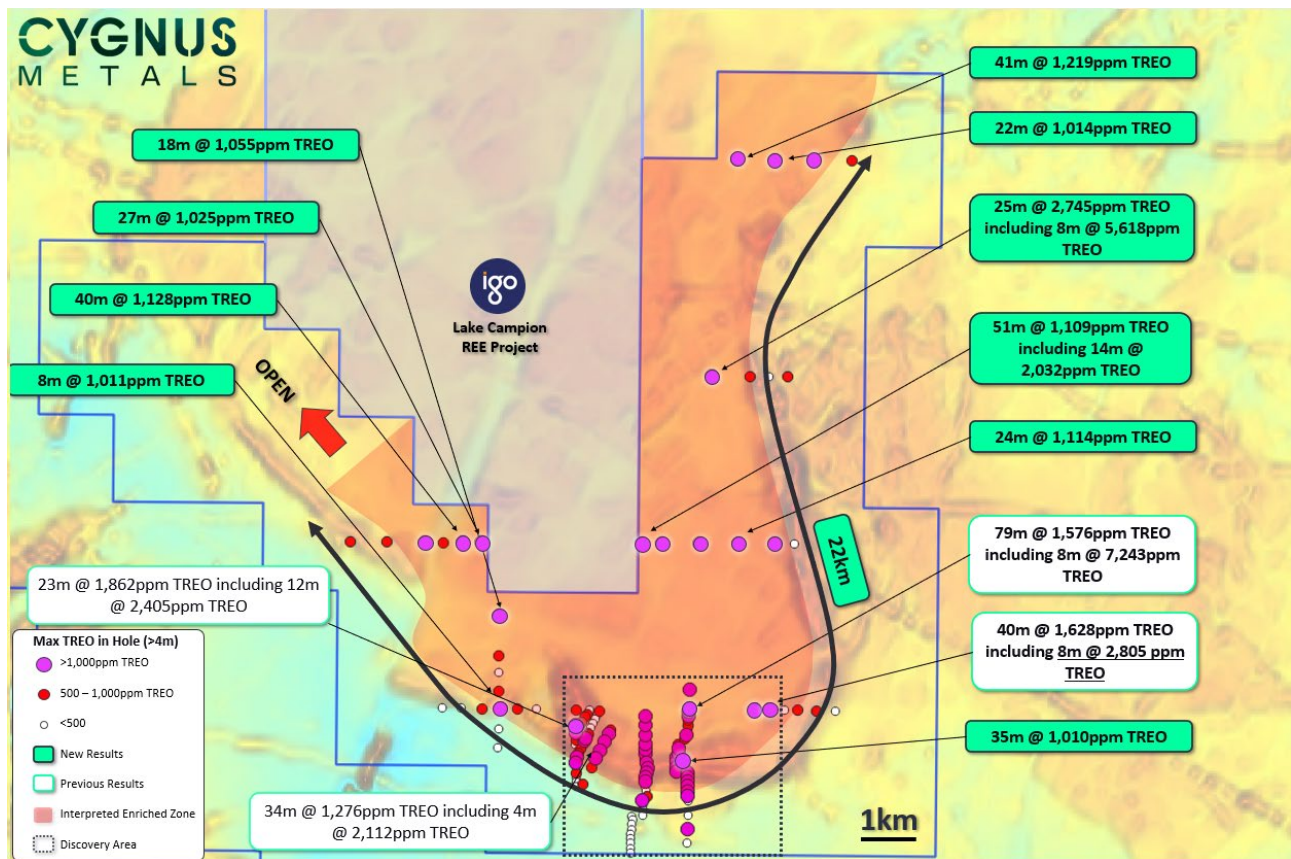 CYGNUS
METALS
41m @ 1,219ppm TREO
18m @ 1,055ppm TREO
22m @ 1,014ppm TREO
27m @ 1,025ppm TREO
25m @ 2,745ppm TREO
including 8m @ 5,618ppm
TREO
igo
Lake Campion
REE Project
40m @ 1,128ppm TREO
51m @ 1,109ppm TREO
including 14m @
2,032ppm TREO
8m @ 1,011ppm TREO
OPEN
24m @ 1,114ppm TREO
22km
79m @ 1,576ppm TREO
including 8m @ 7,243ppm
TREO
23m @ 1,862ppm TREO including 12m
@ 2,405ppm TREO
40m @ 1,628ppm TREO
including 8m @ 2,805 ppm
TREO
Max TREO in Hole (>4m)
>1,000ppm TREO
500 – 1,000ppm TREO
<500
New Results
Previous Results
Interpreted Enriched Zone
Discovery Area
35m @ 1,010ppm TREO
34m @ 1,276ppm TREO including 4m
@ 2,112ppm TREO
1km